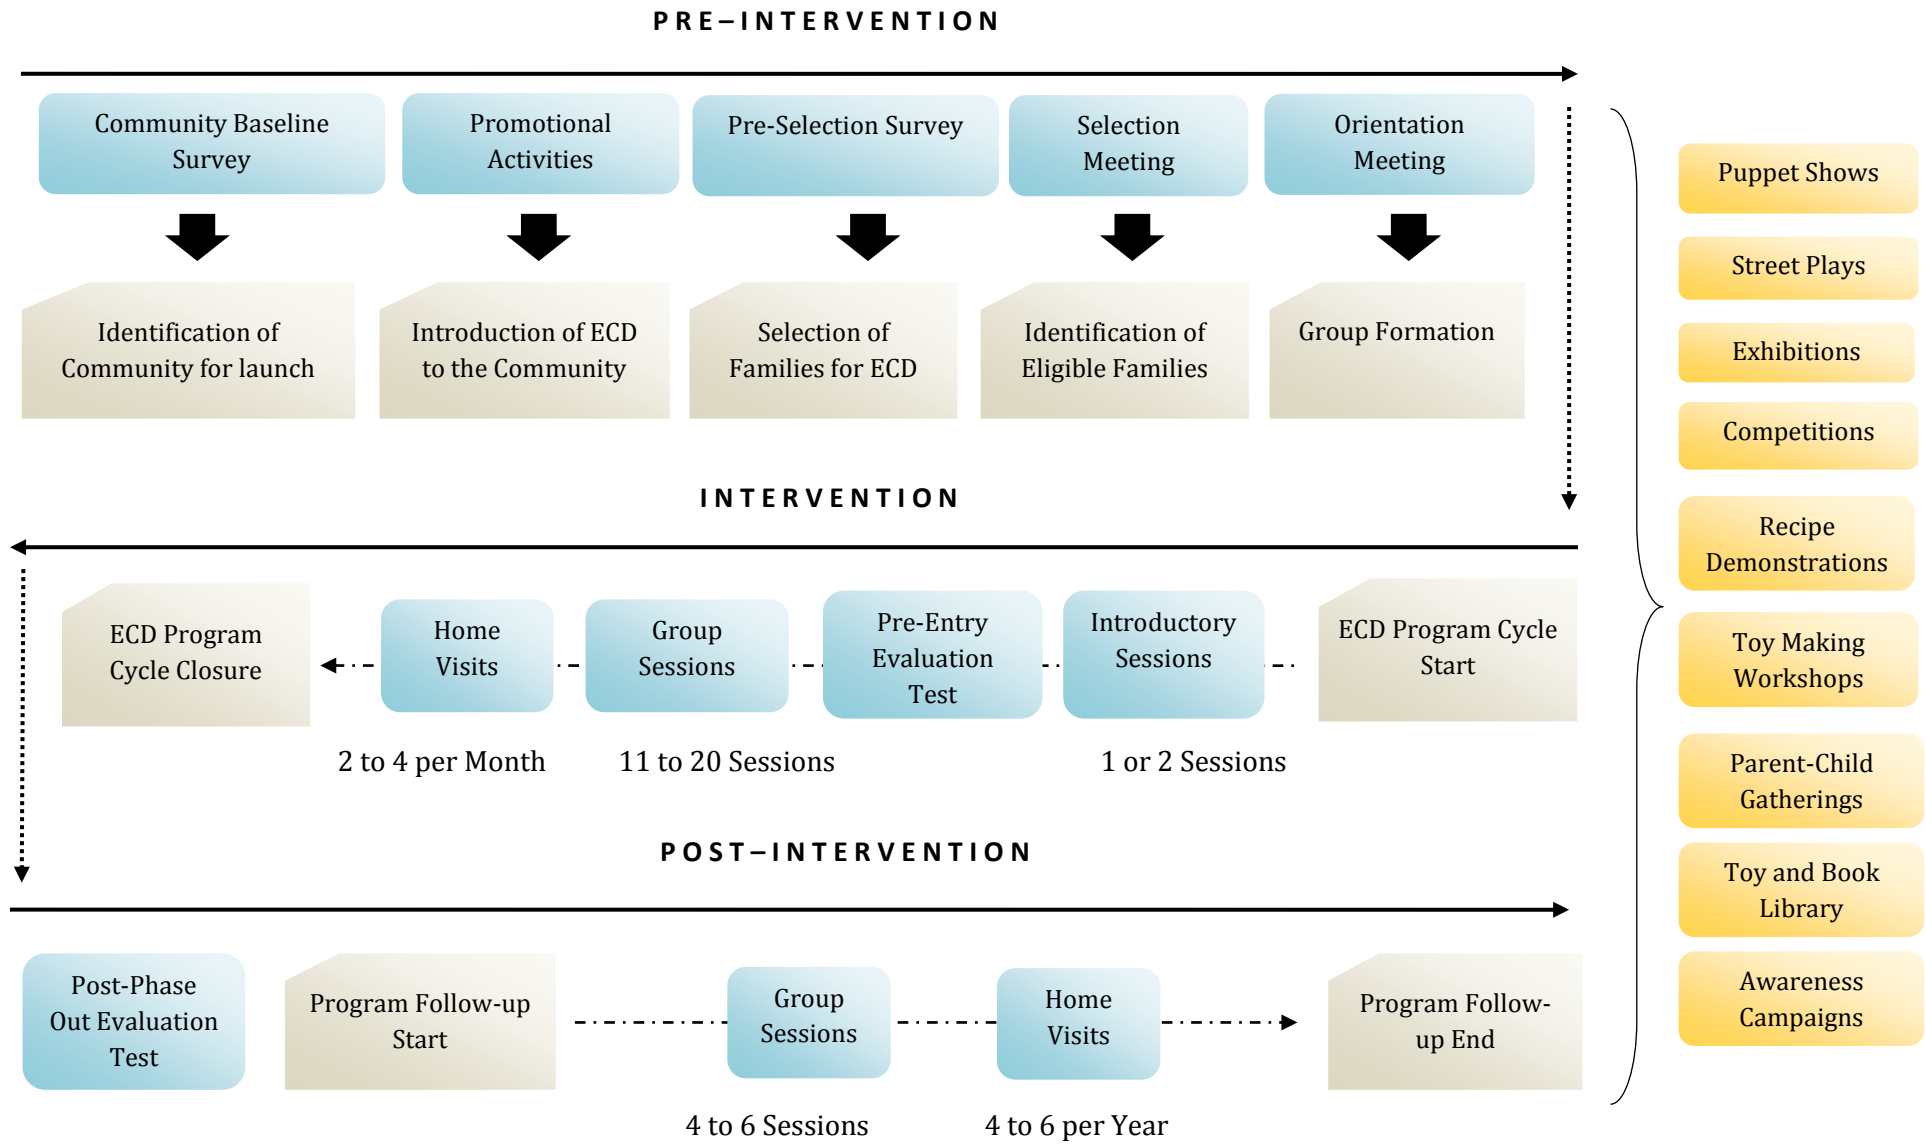 PRE–INTERVENTION
Community Baseline
Survey
Promotional
Activities
Pre-Selection Survey
Selection
Meeting
Orientation
Meeting
Identification of
Community for launch
Introduction of ECD
to the Community
Selection of
Families for ECD
Identification of
Eligible Families
Group Formation
INTERVENTION
ECD Program
Cycle Closure
Home
Visits
Group
Sessions
Pre-Entry
Evaluation
Test
Introductory
Sessions
ECD Program Cycle
Start
2 to 4 per Month
11 to 20 Sessions
1 or 2 Sessions
POST–INTERVENTION
Post-Phase
Out Evaluation
Test
Program Follow-up
Start
Group
Sessions
Home
Visits
Program Follow-
up End
4 to 6 Sessions
4 to 6 per Year
Puppet Shows
Street Plays
Exhibitions
Competitions
Recipe
Demonstrations
Toy Making
Workshops
Parent-Child
Gatherings
Toy and Book
Library
Awareness
Campaigns